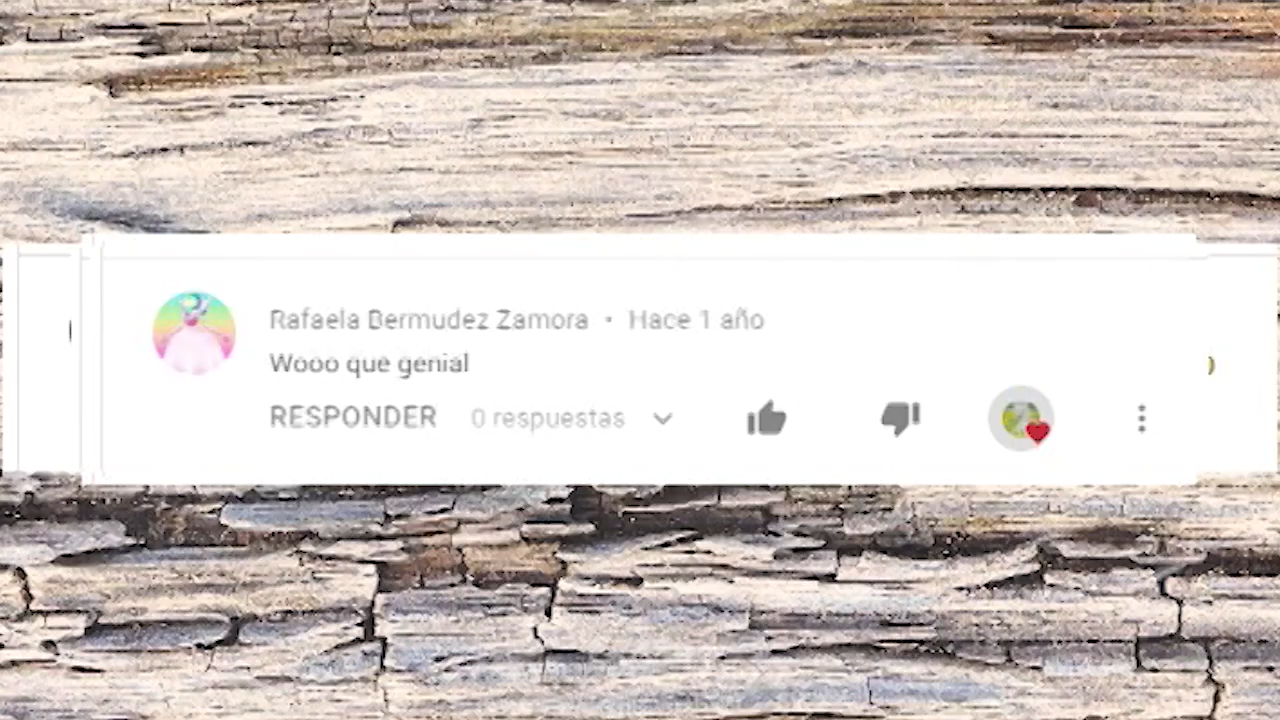 Rafaela Bermudez Zamora · Hace 1 año
Wooo que genial
RESPONDER 0 respuestas